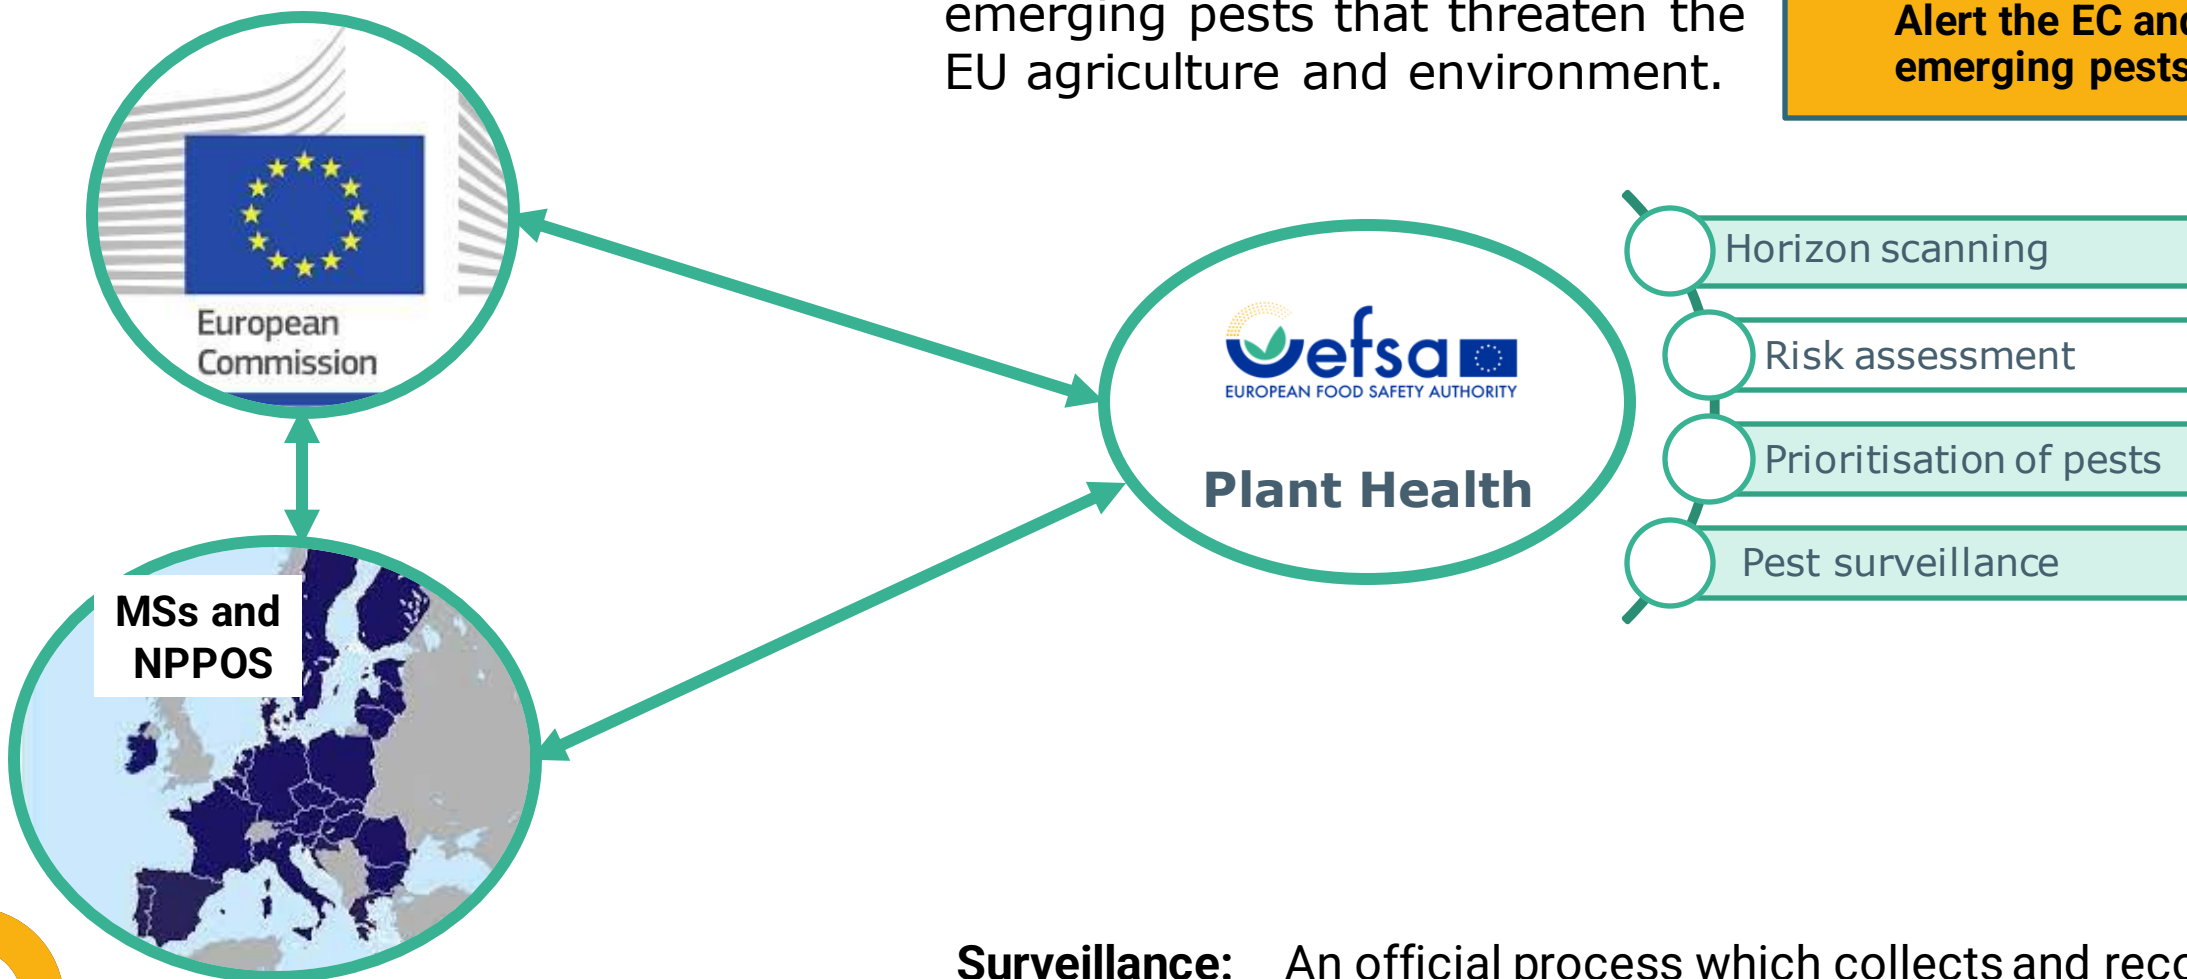 emerging pests that threaten the
EU agriculture and environment.
Alert the EC and
emerging pests
European
Commission
efsa
EUROPEAN FOOD SAFETY AUTHORITY
Plant Health
Horizon scanning
Risk assessment
Prioritisation of pests
Pest surveillance
MSs and
NPPOS
Surveillance: An official process which collects and reco